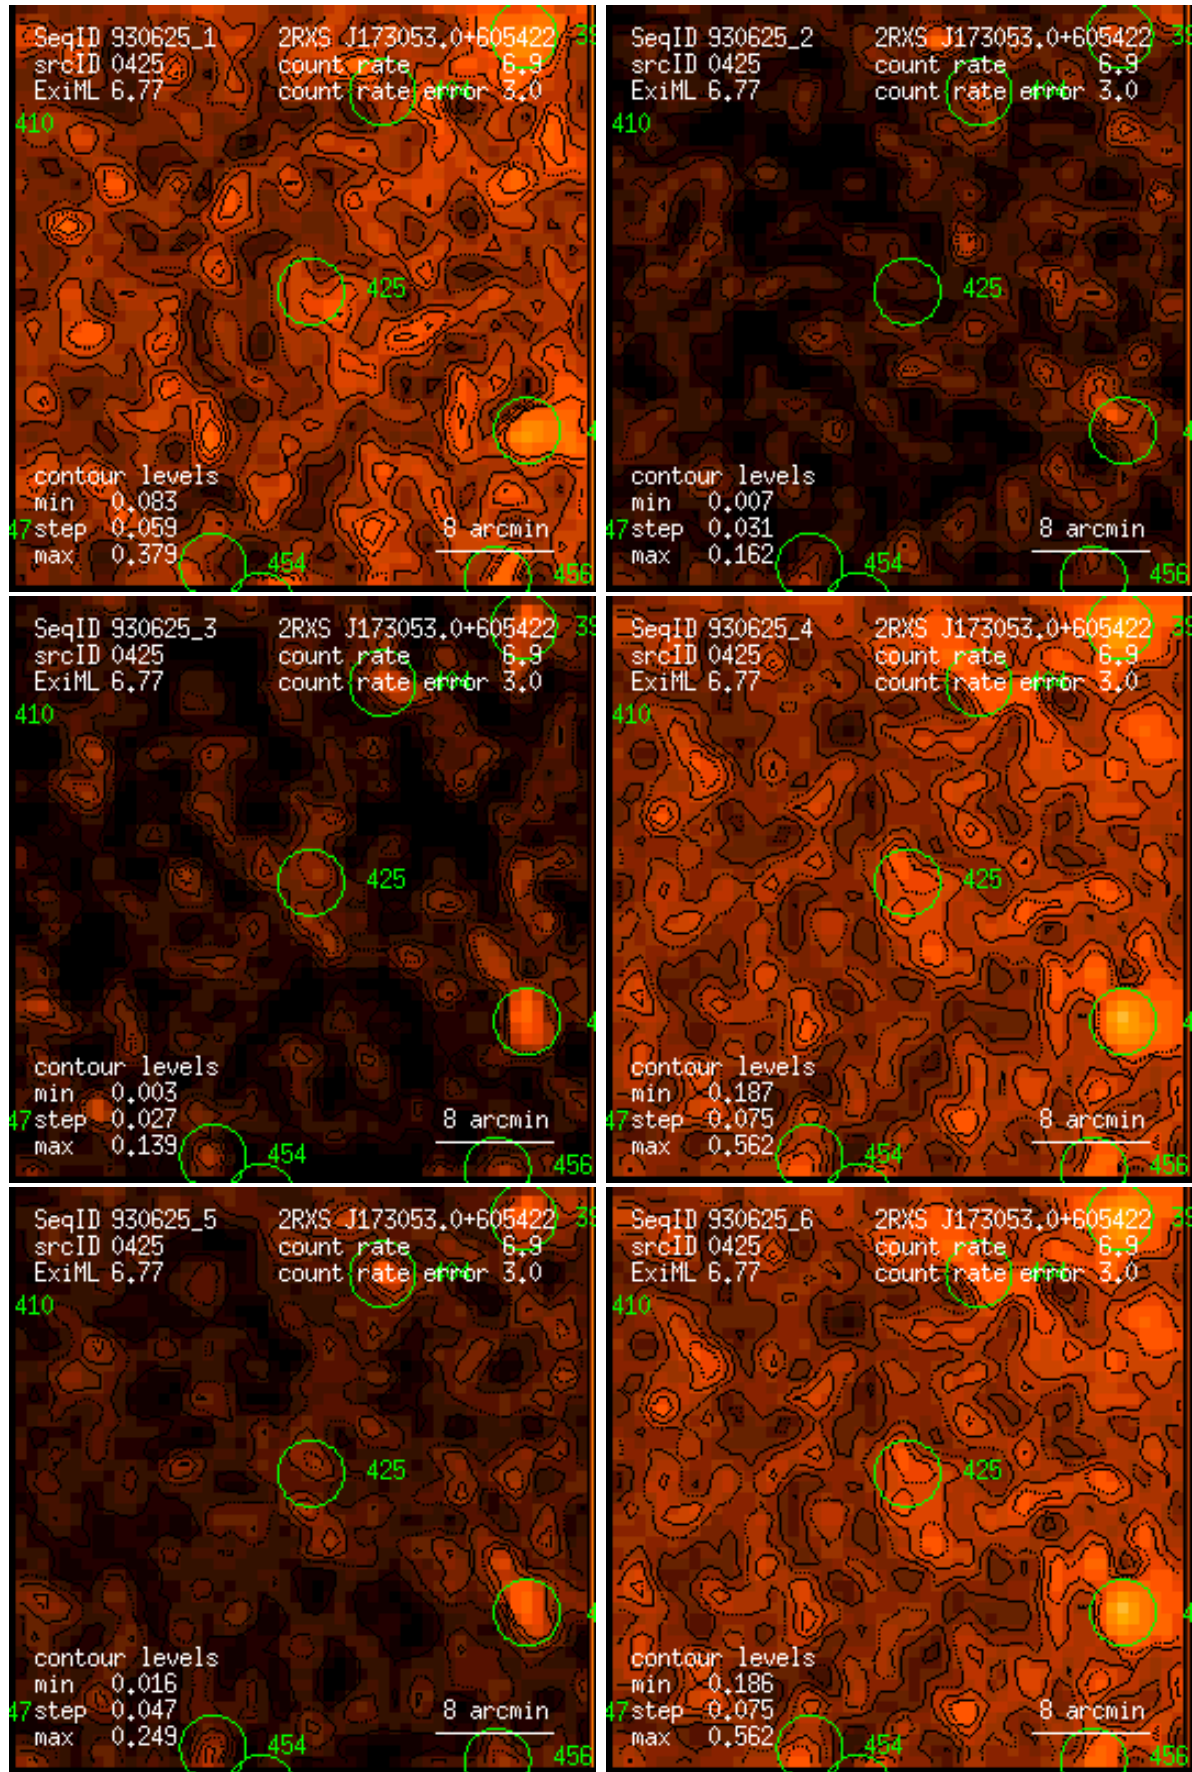 SeqID 930625_1 2RXS J173053.0+605422 39
srcID 0425 count rate 6.9
ExiML 6.77 count rate error 3.0
410
425
4
contour levels
min 0.083
step 0.059 8 arcmin
max 0.379
47 454 456
SeqID 930625_2 2RXS J173053.0+605422
srcID 0425 count rate 6.9
ExiML 6.77 count rate error 3.0
410
425
4
contour levels
min 0.007
step 0.031 8 arcmin
max 0.162
47 454 456
SeqID 930625_3 2RXS J173053.0+605422 39
srcID 0425 count rate 6.9
ExiML 6.77 count rate error 3.0
410
425
4
contour levels
min 0.003
step 0.027 8 arcmin
max 0.139
47 454 456
SeqID 930625_4 2RXS J173053.0+605422
srcID 0425 count rate 6.9
ExiML 6.77 count rate error 3.0
410
425
contour levels
min 0.187
step 0.075 8 arcmin
max 0.562
47 454 456
SeqID 930625_5 2RXS J173053.0+605422 39
srcID 0425 count rate 6.9
ExiML 6.77 count rate error 3.0
410
425
4
contour levels
min 0.016
step 0.047 8 arcmin
max 0.249
47 454 456
SeqID 930625_6 2RXS J173053.0+605422
srcID 0425 count rate 6.9
ExiML 6.77 count rate error 3.0
410
425
contour levels
min 0.186
step 0.075 8 arcmin
max 0.562
47 454 456